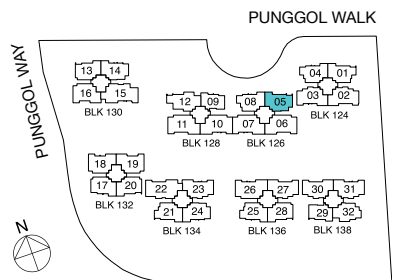 PUNGGOL WALK
PUNGGOL WAY
13 14
16 15
BLK 130
12 09
11 10
BLK 128
08 05
07 06
BLK 126
04 01
03 02
BLK 124
18 19
17 20
BLK 132
22 23
21 24
BLK 134
26 27
25 28
BLK 136
30 31
29 32
BLK 138
N